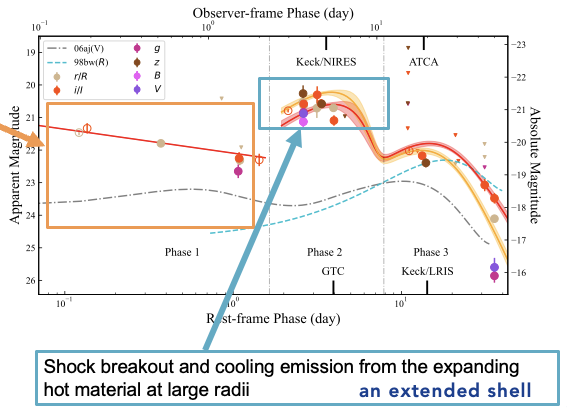 Observer-frame Phase (day)
10⁻¹ 10⁰ 10¹
18 19 20 21 22 23 24 25 26
Apparent Magnitude
−23 −22 −21 −20 −19 −18 −17 −16
Absolute Magnitude
06aj(V) g
98bw(R) z
r/R B
i/I V
Keck/NIRES ATCA
Phase 1 Phase 2 Phase 3
GTC Keck/LRIS
10⁻¹ 10⁰ 10¹
Rest-frame Phase (day)
Shock breakout and cooling emission from the expanding
hot material at large radii an extended shell